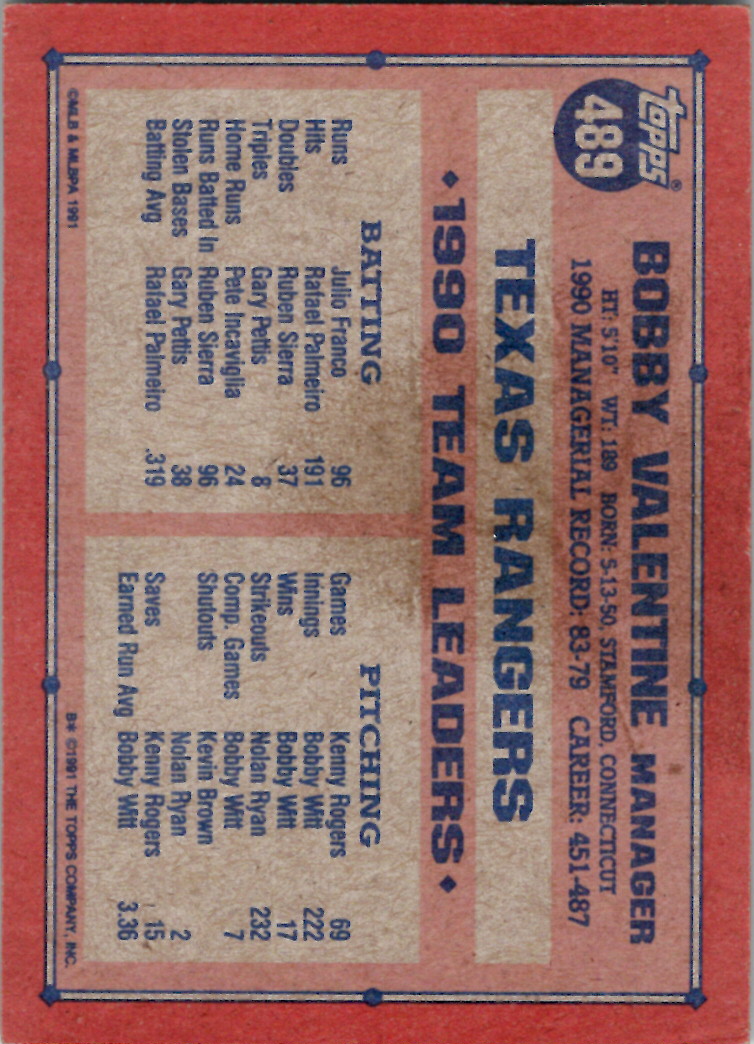 TOPPS®
489
BOBBY VALENTINE MANAGER
HT: 5'10" WT: 189 BORN: 5-13-50, STAMFORD, CONNECTICUT
1990 MANAGERIAL RECORD: 83-79 CAREER: 451-487
TEXAS RANGERS
♦1990 TEAM LEADERS♦
BATTING
Runs Julio Franco 96
Hits Rafael Palmeiro 191
Doubles Ruben Sierra 37
Triples Gary Pettis 8
Home Runs Pete Incaviglia 24
Runs Batted In Ruben Sierra 96
Stolen Bases Gary Pettis 38
Batting Avg Rafael Palmeiro .319
PITCHING
Games Kenny Rogers 69
Innings Bobby Witt 222
Wins Bobby Witt 17
Strikeouts Nolan Ryan 232
Comp. Games Bobby Witt 7
Shutouts Kevin Brown
Nolan Ryan 2
Saves Kenny Rogers 15
Earned Run Avg Bobby Witt 3.36
©MLB & MLBPA 1991
B* ©1991 THE TOPPS COMPANY, INC.